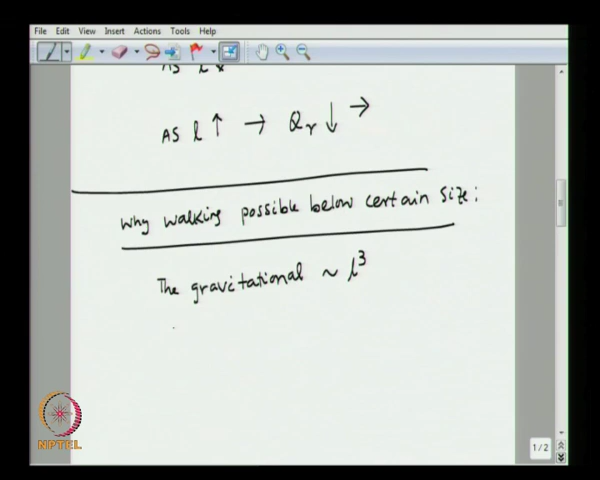 File Edit View Insert Actions Tools Help
AS l ↑ → Qr ↓ →
Why walking possible below certain size:
The gravitational ~ l³
NPTEL
1/2